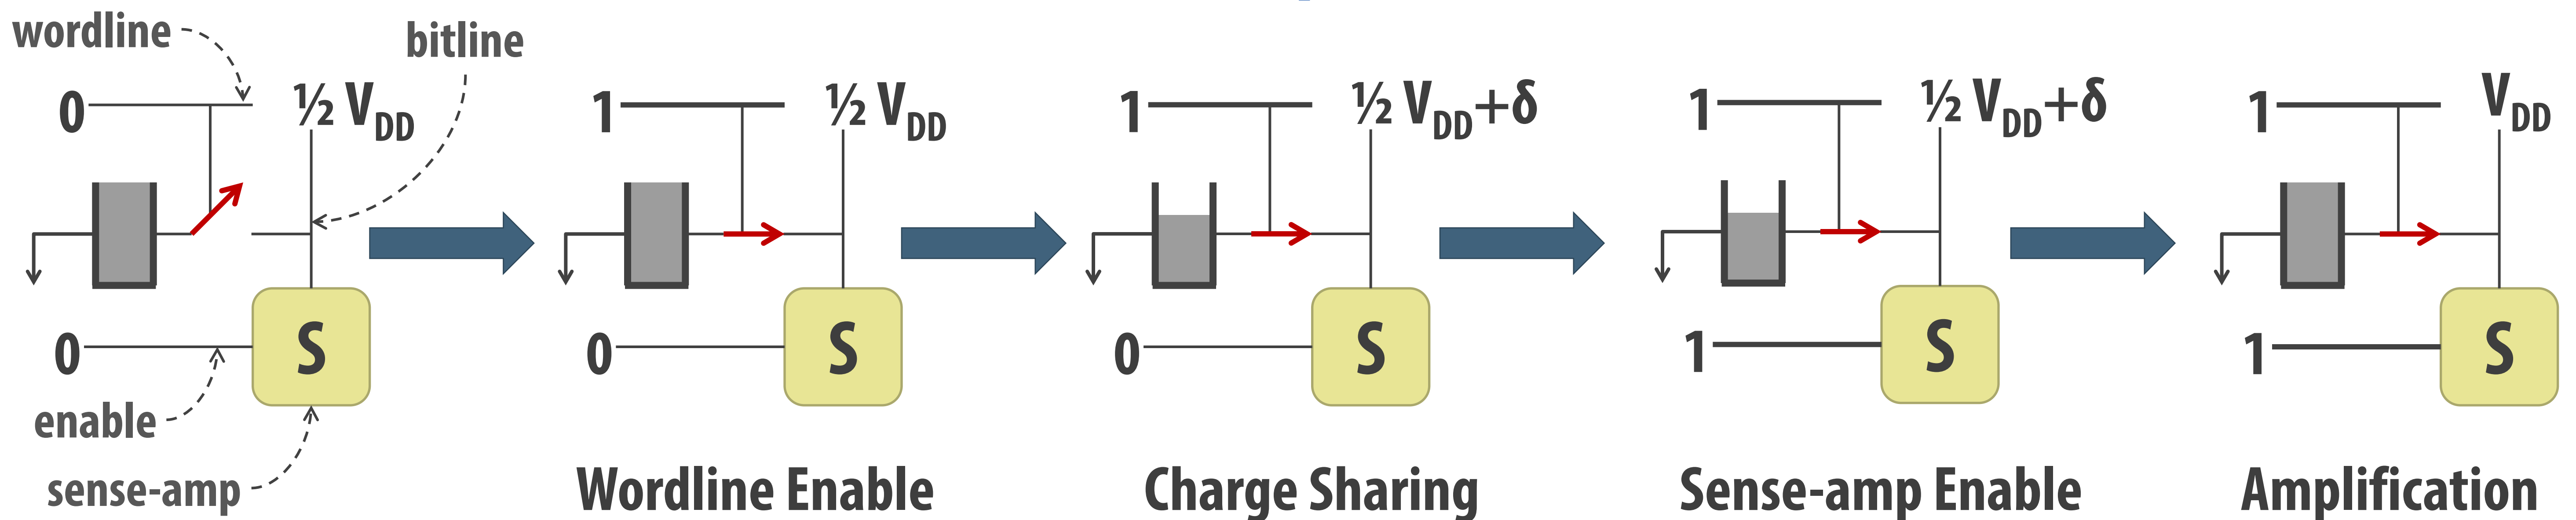 wordline
bitline
0
½ VDD
S
0
enable
sense-amp
1
½ VDD
S
0
Wordline Enable
1
½ VDD+δ
S
0
Charge Sharing
1
½ VDD+δ
S
1
Sense-amp Enable
1
VDD
S
1
Amplification